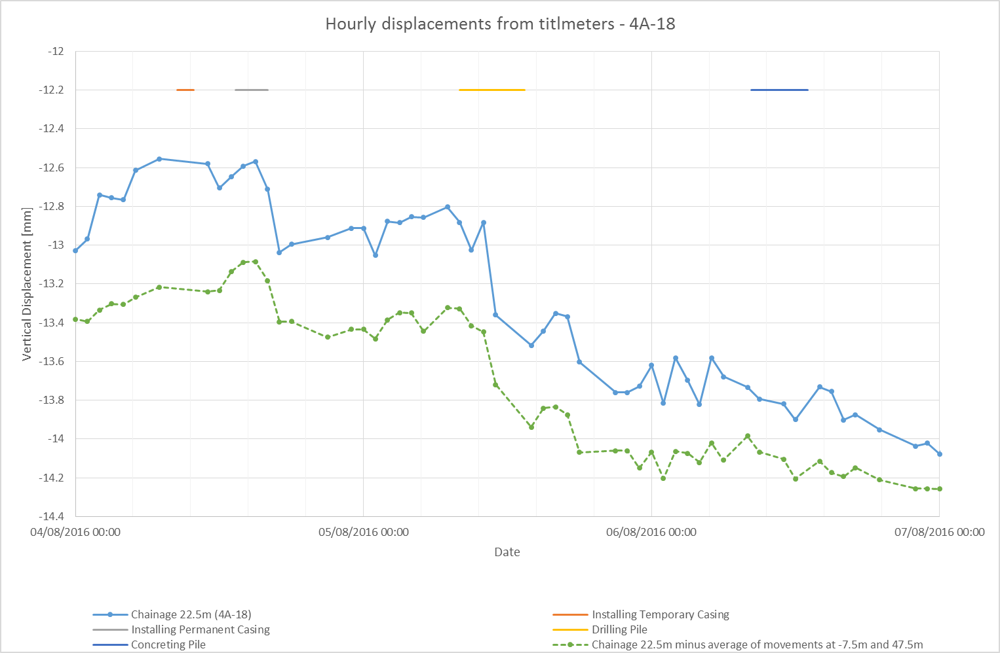 Hourly displacements from titlmeters - 4A-18
-12
-12.2
-12.4
-12.6
-12.8
-13
-13.2
-13.4
-13.6
-13.8
-14
-14.2
-14.4
Vertical Displacement [mm]
04/08/2016 00:00
05/08/2016 00:00
06/08/2016 00:00
07/08/2016 00:00
Date
Chainage 22.5m (4A-18)
Installing Temporary Casing
Installing Permanent Casing
Drilling Pile
Concreting Pile
Chainage 22.5m minus average of movements at -7.5m and 47.5m